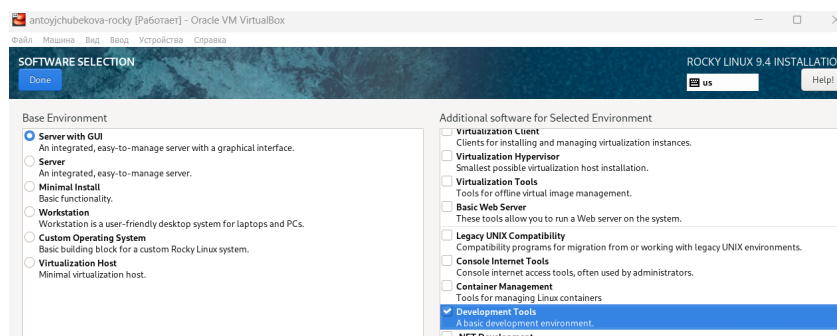 antoyjchubekova-rocky [Работает] - Oracle VM VirtualBox
Файл Машина Вид Ввод Устройства Справка
SOFTWARE SELECTION
Done
ROCKY LINUX 9.4 INSTALLATIO
us
Help!
Base Environment
Server with GUI
An integrated, easy-to-manage server with a graphical interface.
Server
An integrated, easy-to-manage server.
Minimal Install
Basic functionality.
Workstation
Workstation is a user-friendly desktop system for laptops and PCs.
Custom Operating System
Basic building block for a custom Rocky Linux system.
Virtualization Host
Minimal virtualization host.
Additional software for Selected Environment
Virtualization Client
Clients for installing and managing virtualization instances.
Virtualization Hypervisor
Smallest possible virtualization host installation.
Virtualization Tools
Tools for offline virtual image management.
Basic Web Server
These tools allow you to run a Web server on the system.
Legacy UNIX Compatibility
Compatibility programs for migration from or working with legacy UNIX environments.
Console Internet Tools
Console internet access tools, often used by administrators.
Container Management
Tools for managing Linux containers
Development Tools
A basic development environment.
.NET Development